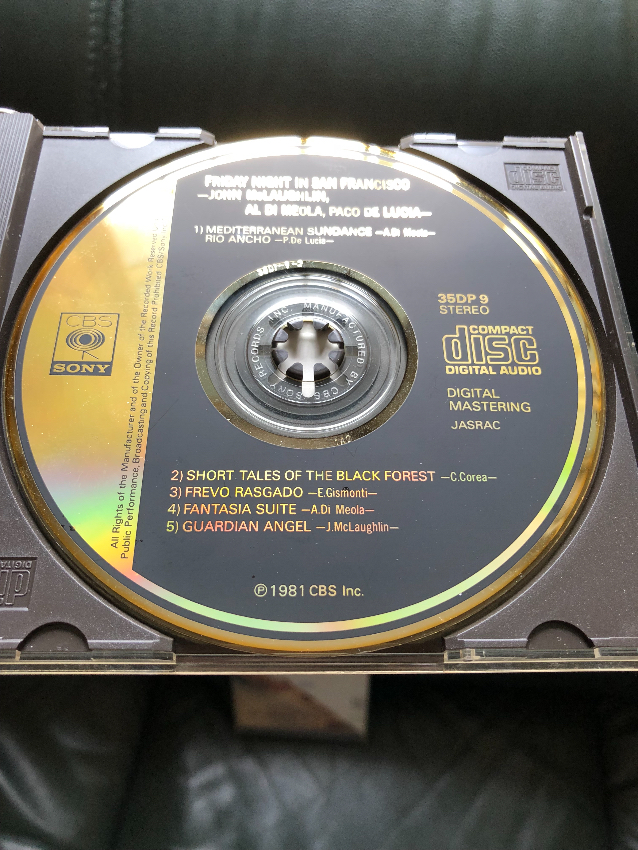 FRIDAY NIGHT IN SAN FRANCISCO
—JOHN McLAUGHLIN,
AL DI MEOLA, PACO DE LUCIA—
1) MEDITERRANEAN SUNDANCE —A.Di Meola—
RIO ANCHO —P.De Lucia—
CBS
SONY
All Rights of the Manufacturer and of the Owner of the Recorded Work Reserved
Public Performance, Broadcasting and Copying of this Record Prohibited CBS/Sony
MANUFACTURED BY CBS/SONY RECORDS INC.
35DP 9
STEREO
COMPACT
disc
DIGITAL AUDIO
DIGITAL
MASTERING
JASRAC
2) SHORT TALES OF THE BLACK FOREST —C.Corea—
3) FREVO RASGADO —E.Gismonti—
4) FANTASIA SUITE —A.Di Meola—
5) GUARDIAN ANGEL —J.McLaughlin—
Ⓟ1981 CBS Inc.
disc